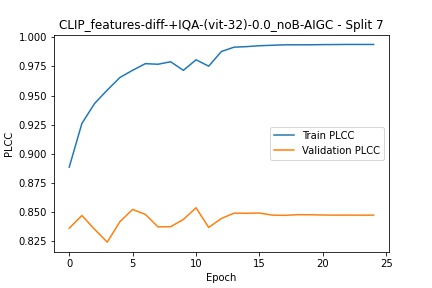 CLIP_features-diff-+IQA-(vit-32)-0.0_noB-AIGC - Split 7
1.000
0.975
0.950
0.925
0.900
0.875
0.850
0.825
PLCC
Train PLCC
Validation PLCC
0 5 10 15 20 25
Epoch